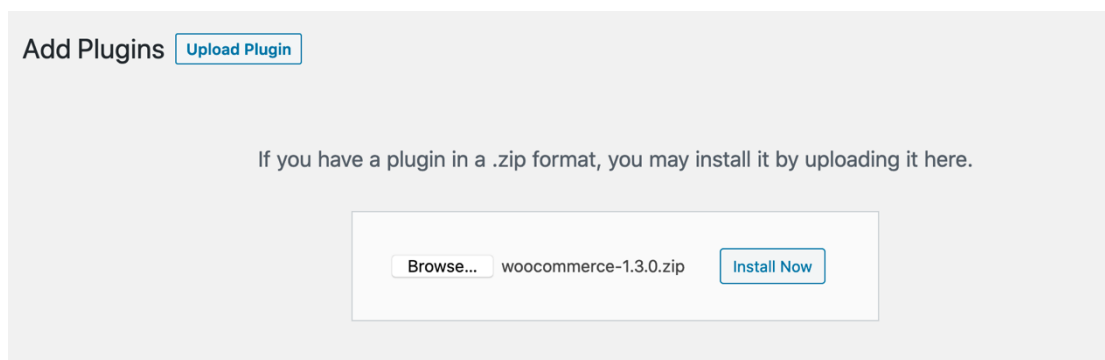 Add Plugins Upload Plugin
If you have a plugin in a .zip format, you may install it by uploading it here.
Browse... woocommerce-1.3.0.zip Install Now